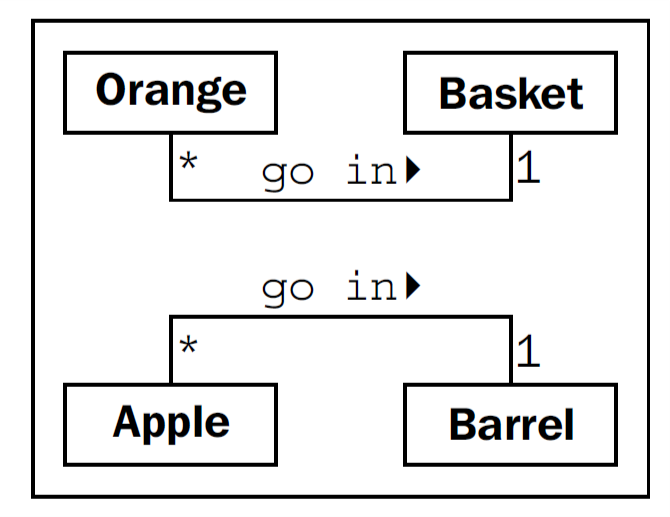 Orange
Basket
* go in▶ 1
go in▶
* 1
Apple
Barrel